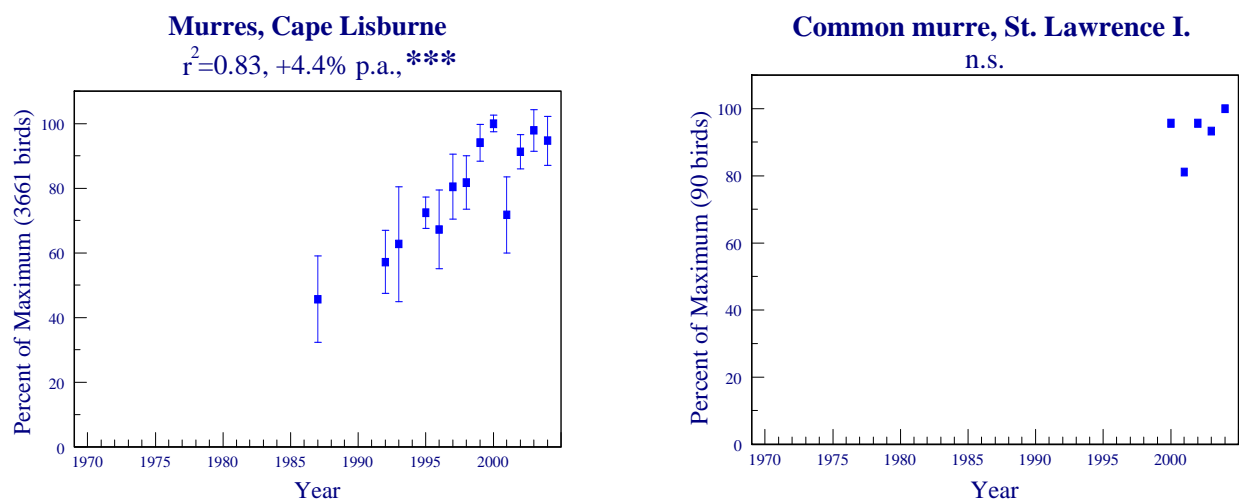 Murres, Cape Lisburne
r²=0.83, +4.4% p.a.,***
Percent of Maximum (3661 birds)
100
80
60
40
20
0
1970 1975 1980 1985 1990 1995 2000
Year
Common murre, St. Lawrence I.
n.s.
Percent of Maximum (90 birds)
100
80
60
40
20
0
1970 1975 1980 1985 1990 1995 2000
Year